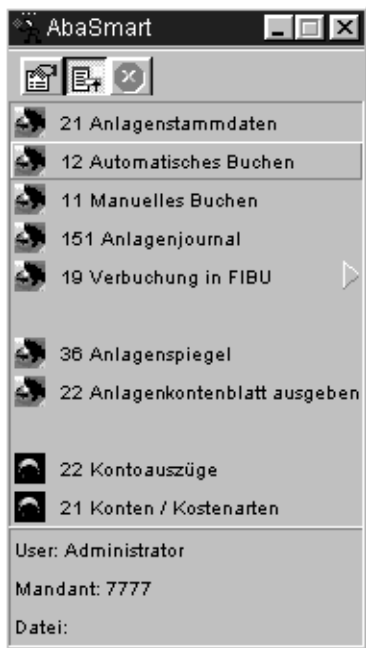 AbaSmart
21 Anlagenstammdaten
12 Automatisches Buchen
11 Manuelles Buchen
151 Anlagenjournal
19 Verbuchung in FIBU
36 Anlagenspiegel
22 Anlagenkontenblatt ausgeben
22 Kontoauszüge
21 Konten / Kostenarten
User: Administrator
Mandant: 7777
Datei: